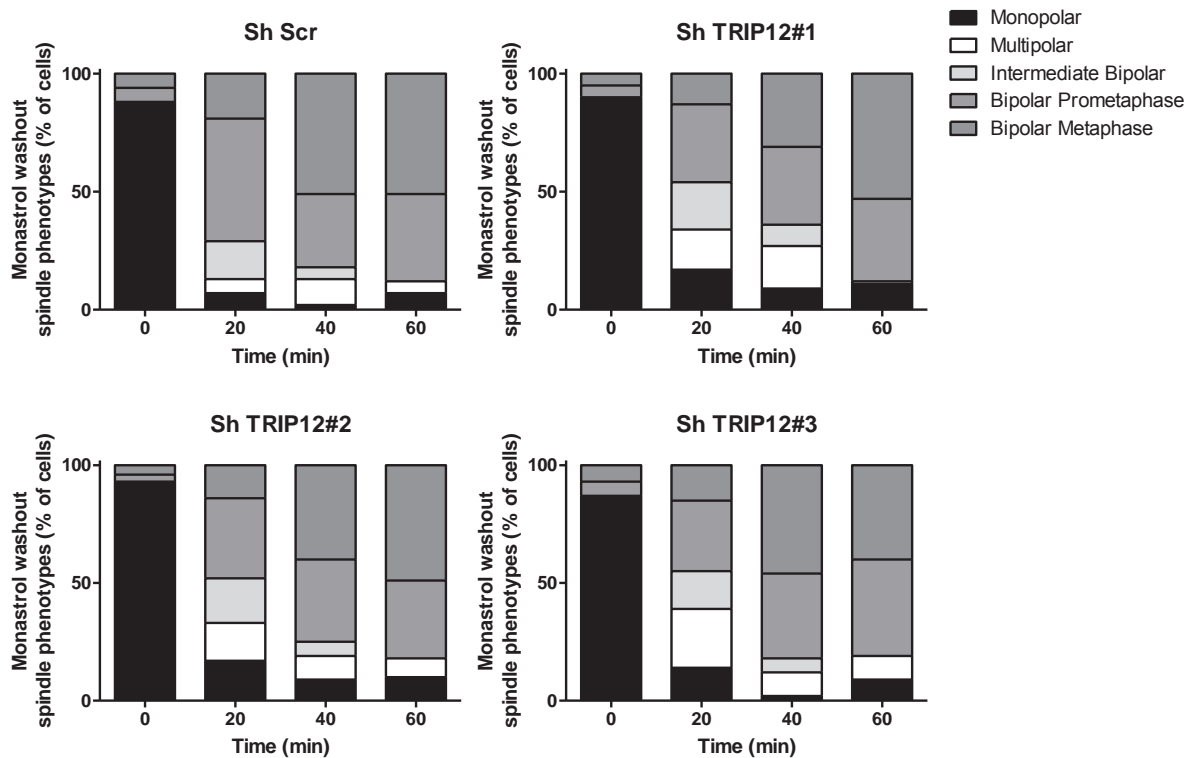 Sh Scr
Monastrol washout
spindle phenotypes (% of cells)
100
50
0
0 20 40 60
Time (min)
Sh TRIP12#1
Monastrol washout
spindle phenotypes (% of cells)
100
50
0
0 20 40 60
Time (min)
Monopolar
Multipolar
Intermediate Bipolar
Bipolar Prometaphase
Bipolar Metaphase
Sh TRIP12#2
Monastrol washout
spindle phenotypes (% of cells)
100
50
0
0 20 40 60
Time (min)
Sh TRIP12#3
Monastrol washout
spindle phenotypes (% of cells)
100
50
0
0 20 40 60
Time (min)